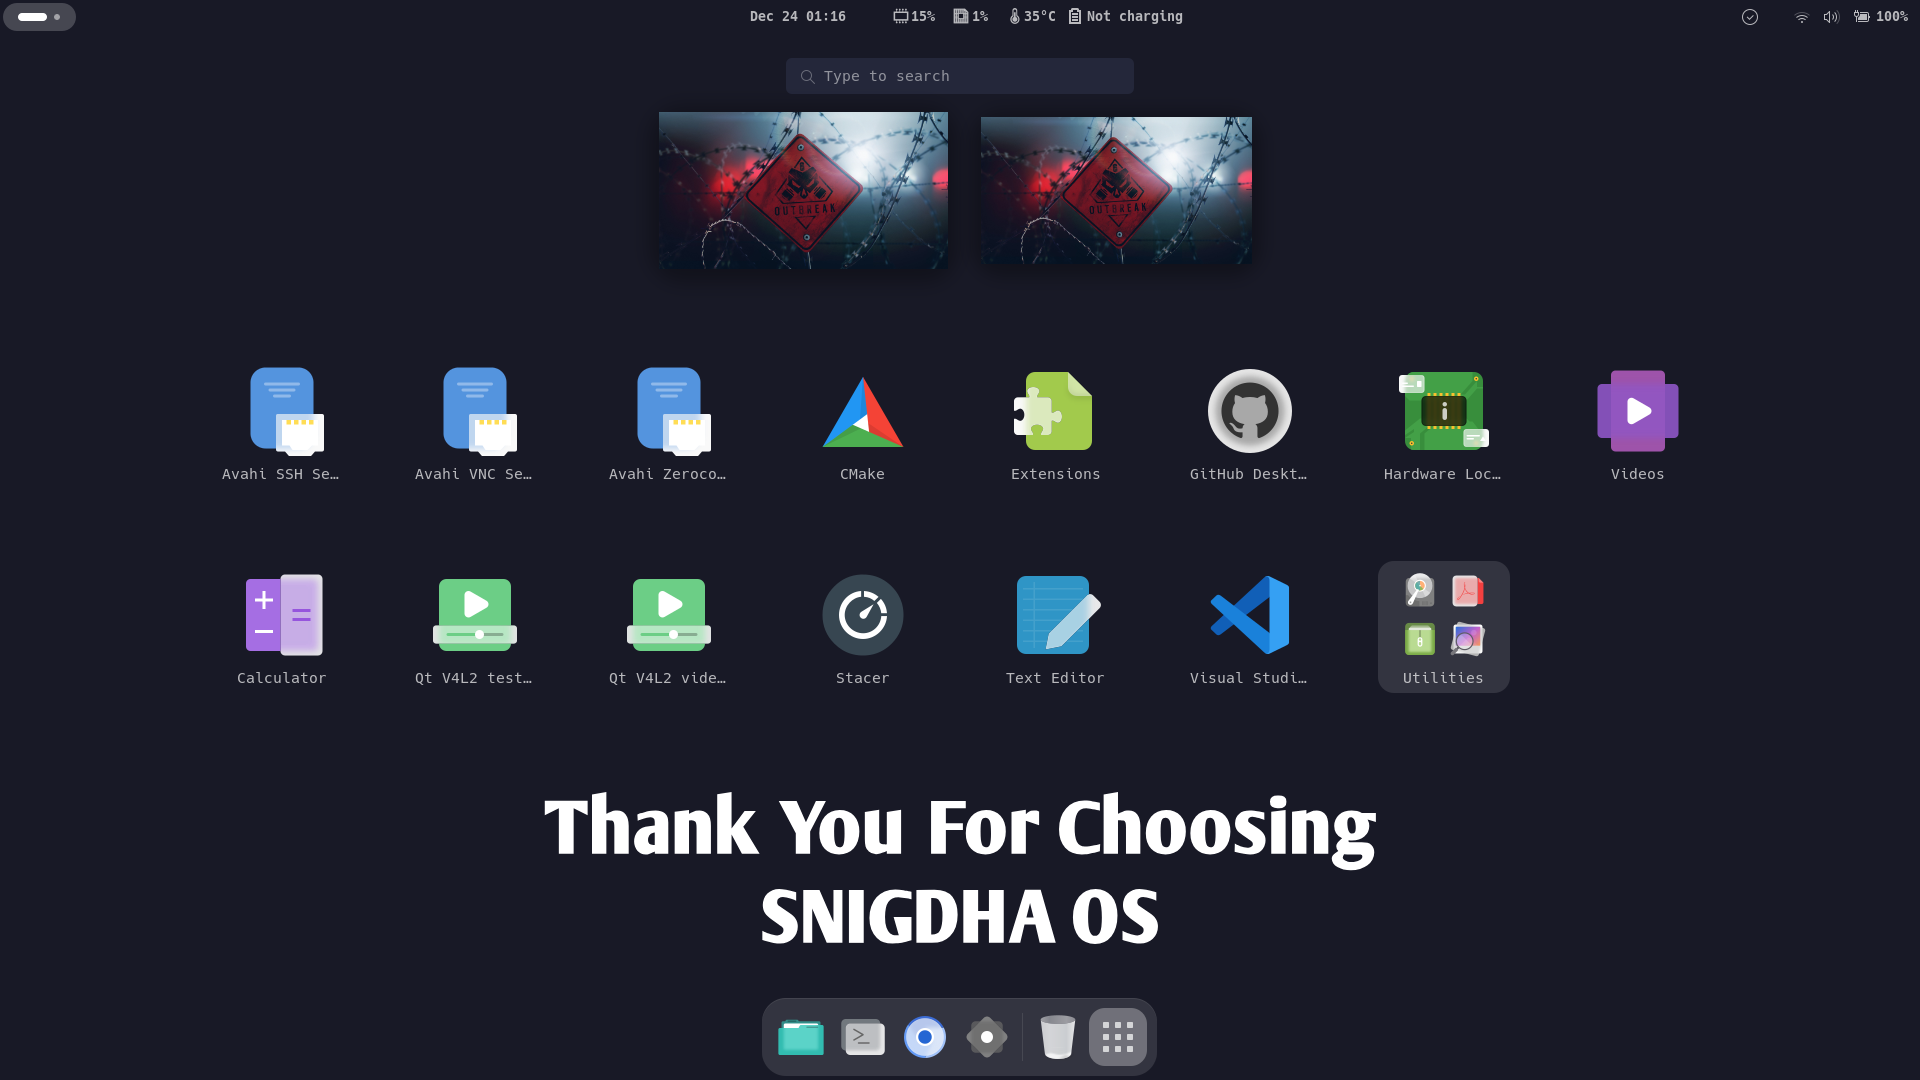 Dec 24 01:16 15% 1% 35°C Not charging 100%
Type to search
OUTBREAK OUTBREAK
Avahi SSH Se… Avahi VNC Se… Avahi Zeroco… CMake Extensions GitHub Deskt… Hardware Loc… Videos
Calculator Qt V4L2 test… Qt V4L2 vide… Stacer Text Editor Visual Studi… Utilities
Thank You For Choosing
SNIGDHA OS